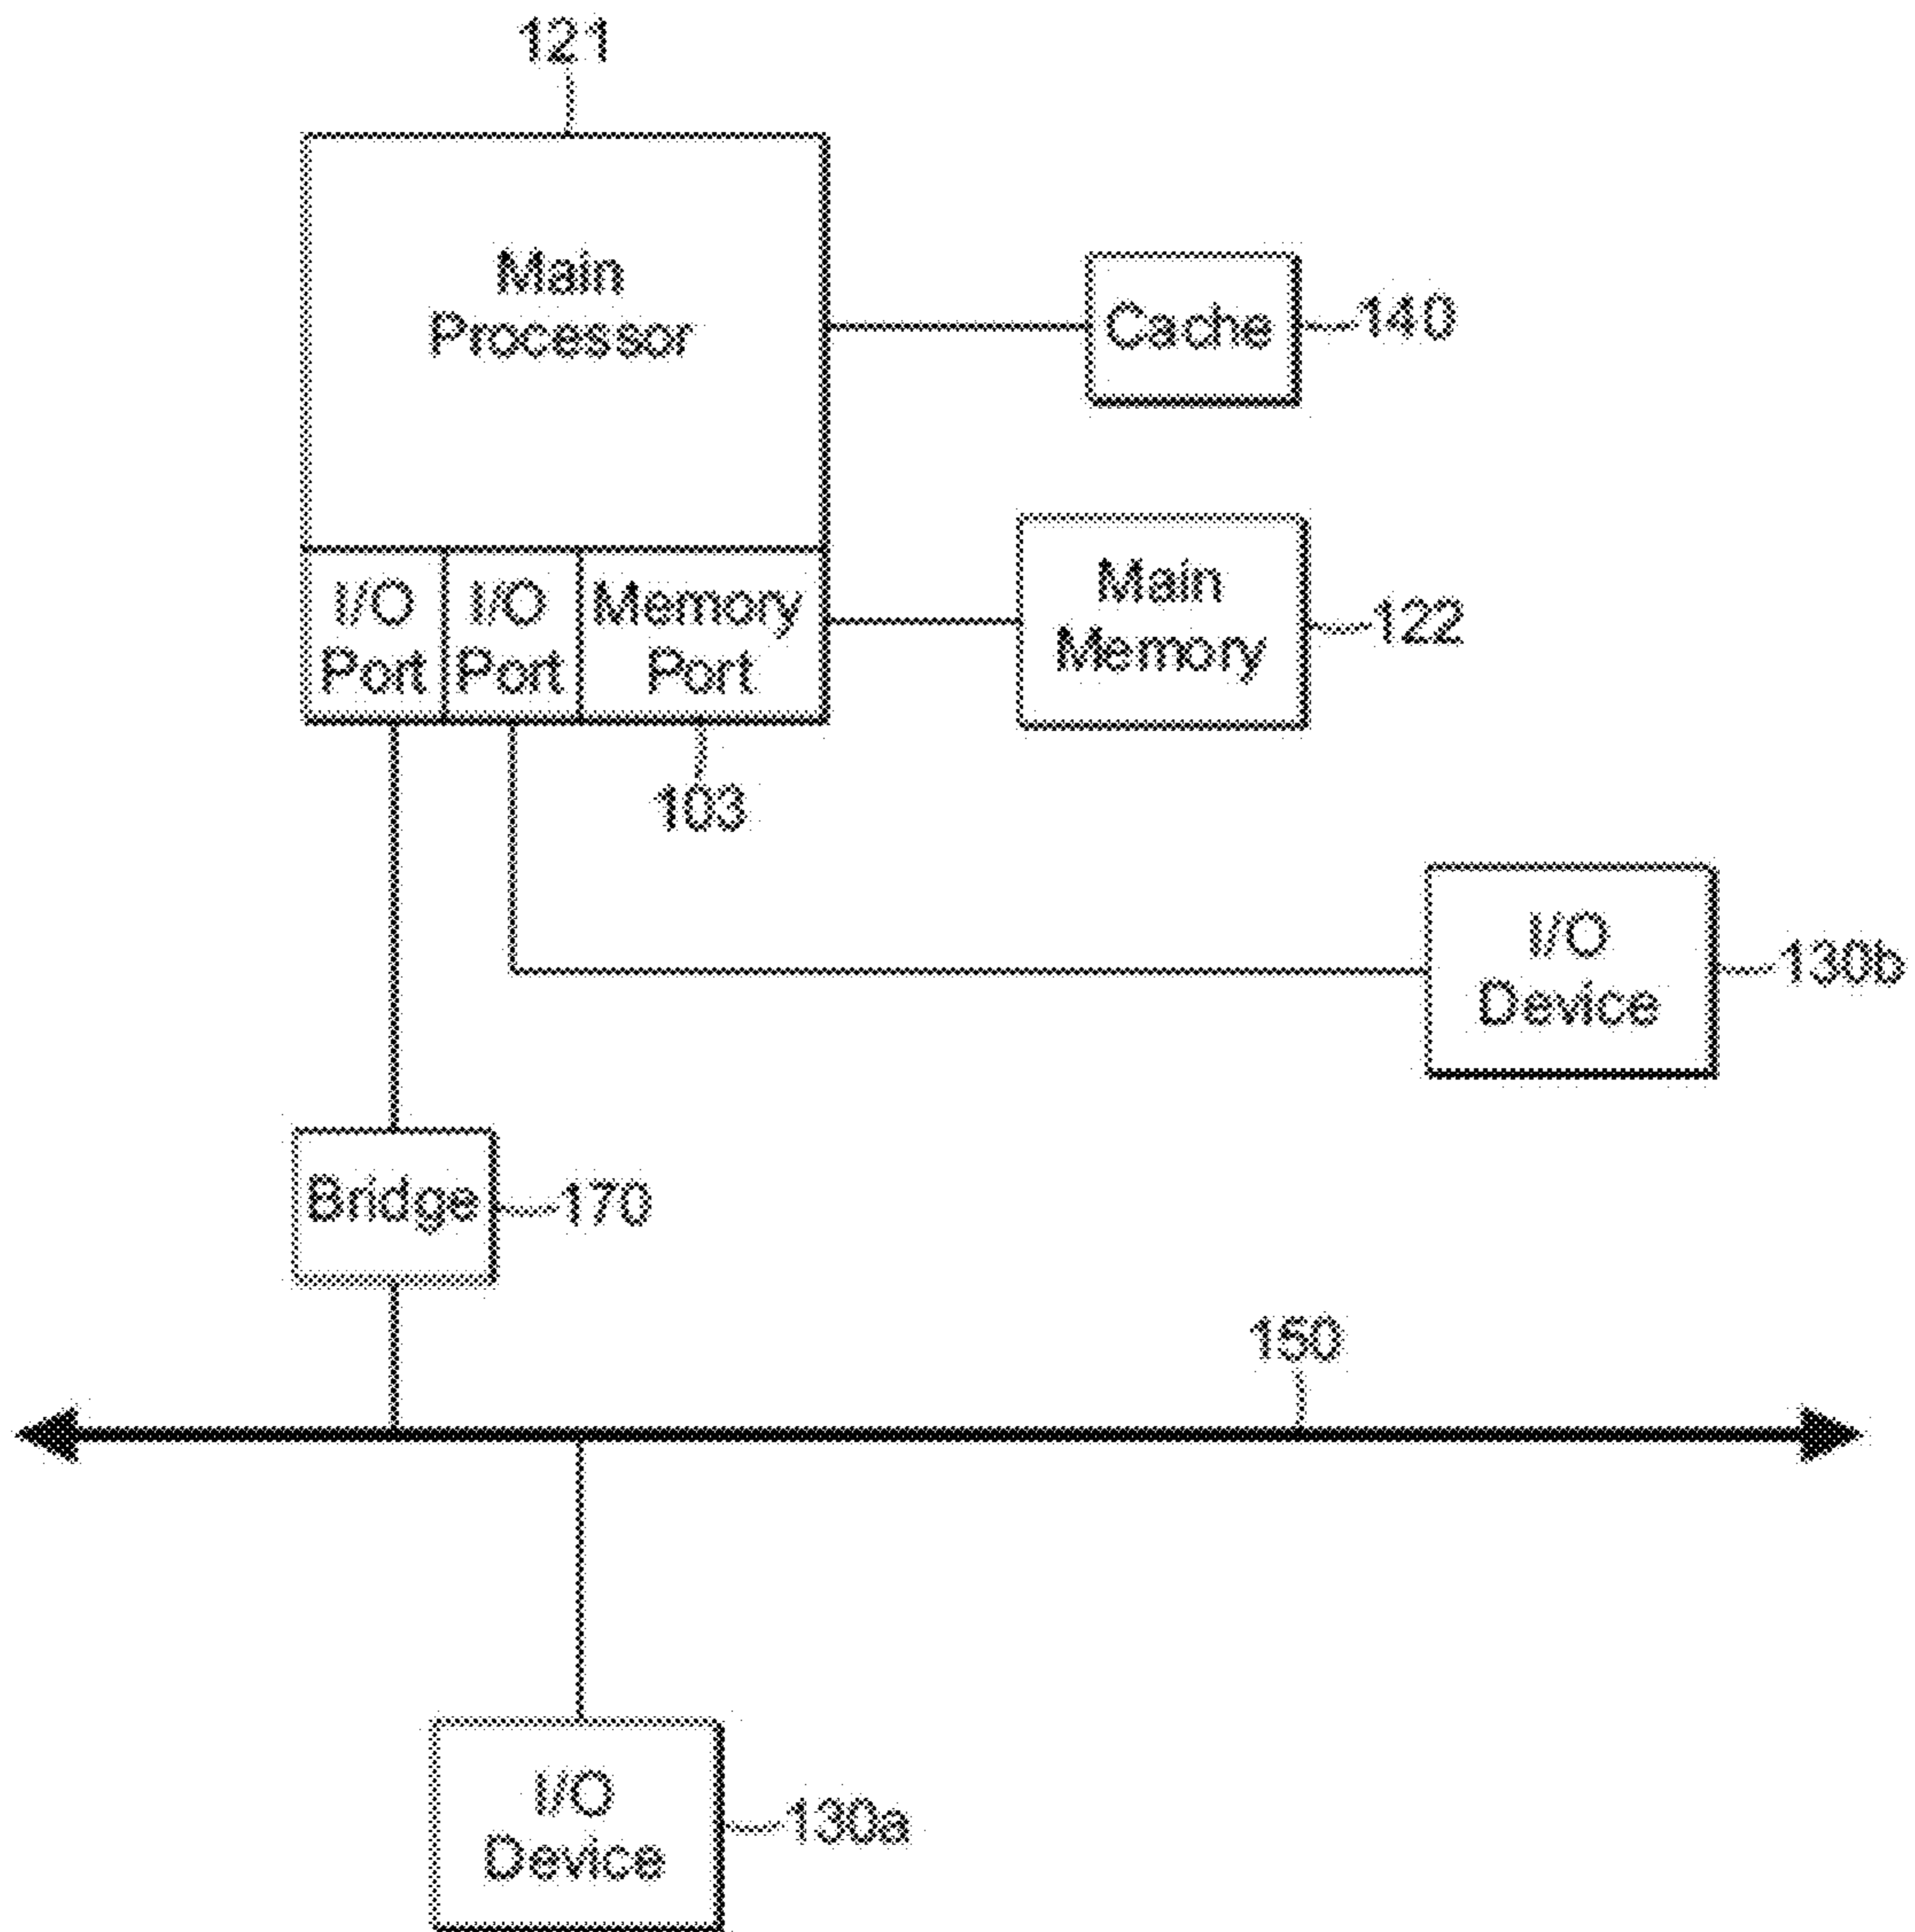 121
Main
Processor
Cache
140
I/O
Port
I/O
Port
Memory
Port
Main
Memory
122
103
I/O
Device
130b
Bridge
170
150
I/O
Device
130a